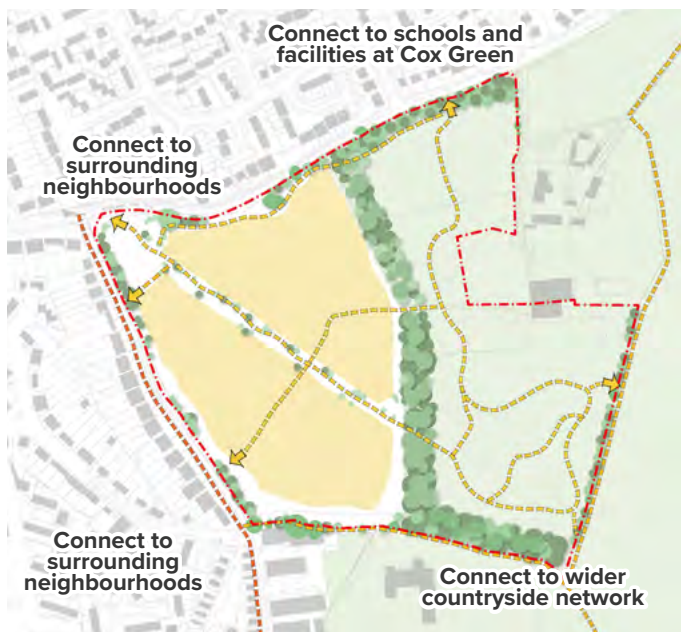 Connect to schools and
facilities at Cox Green
Connect to
surrounding
neighbourhoods
Connect to
surrounding
neighbourhoods
Connect to wider
countryside network